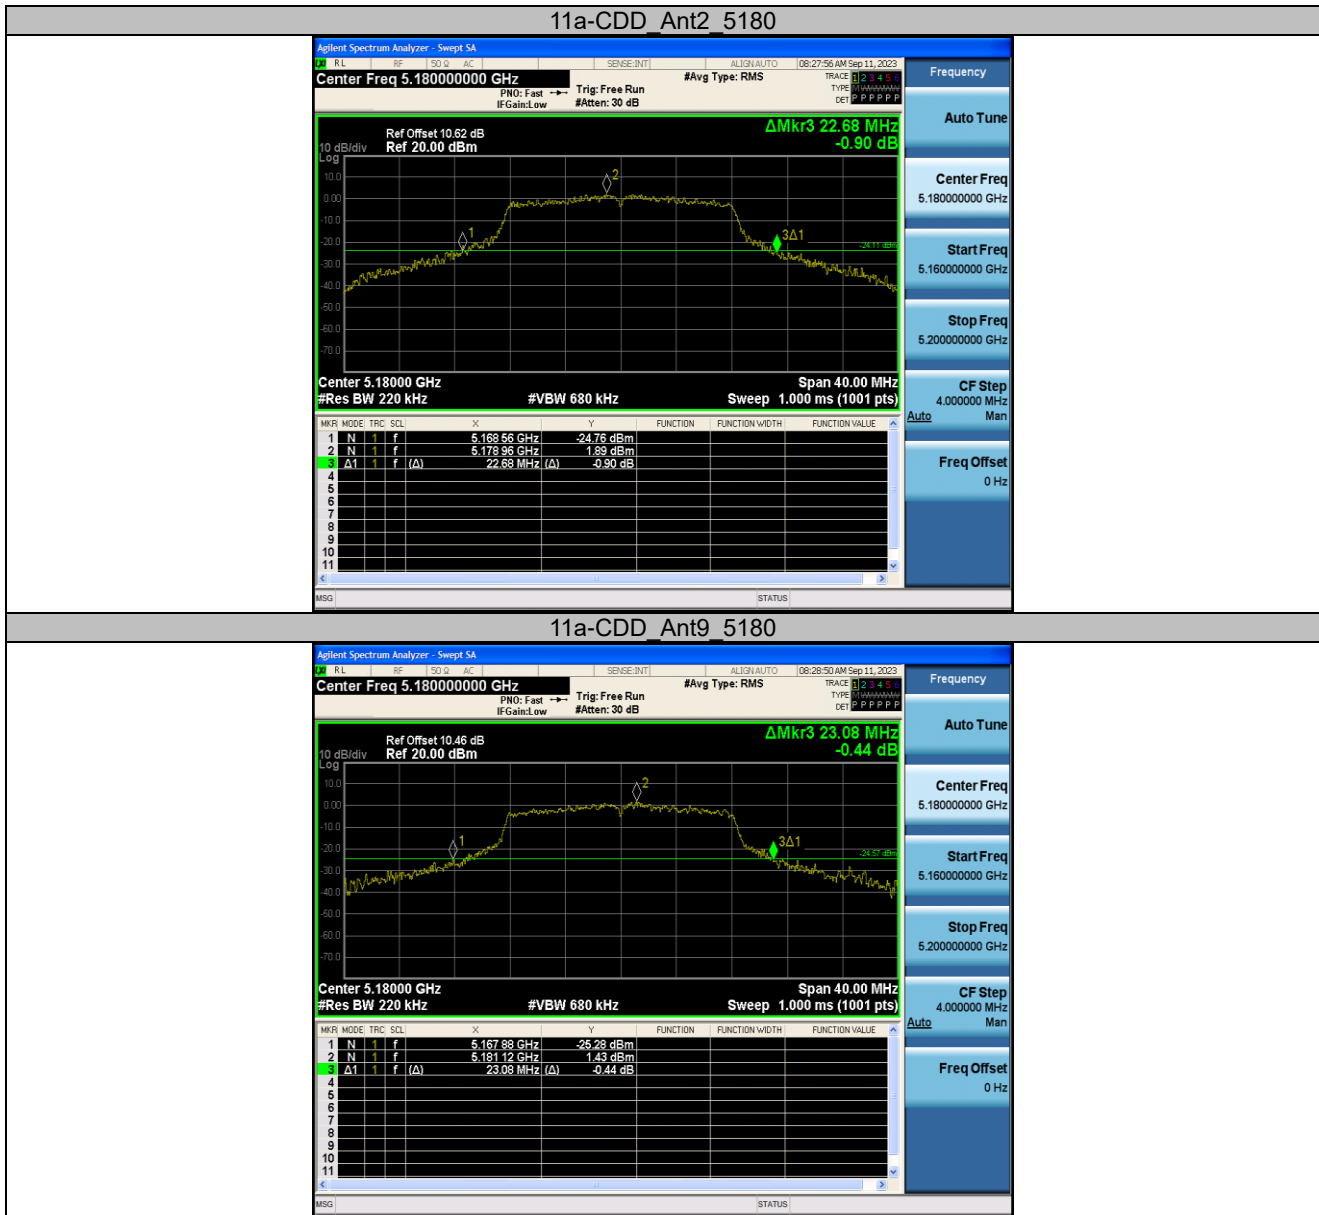 11a-CDD_Ant2_5180
Agilent Spectrum Analyzer - Swept SA
RL RF 50 Ω AC SENSE:INT ALIGN AUTO 08:27:56 AM Sep 11, 2023
Center Freq 5.180000000 GHz #Avg Type: RMS TRACE 1 2 3 4 5 6
PNO: Fast Trig: Free Run TYPE
IFGain:Low #Atten: 30 dB DET P P P P P P
Frequency
Auto Tune
Center Freq
5.180000000 GHz
Start Freq
5.160000000 GHz
Stop Freq
5.200000000 GHz
CF Step
4.000000 MHz
Auto Man
Freq Offset
0 Hz
ΔMkr3 22.68 MHz
-0.90 dB
Ref Offset 10.62 dB
10 dB/div Ref 20.00 dBm
Log
10.0
0.00
-10.0
-20.0
-30.0
-40.0
-50.0
-60.0
-70.0
1
2
3Δ1
-24.11 dBm
Center 5.18000 GHz Span 40.00 MHz
#Res BW 220 kHz #VBW 680 kHz Sweep 1.000 ms (1001 pts)
MKR MODE TRC SCL X Y FUNCTION FUNCTION WIDTH FUNCTION VALUE
1 N 1 f 5.168 56 GHz -24.76 dBm
2 N 1 f 5.178 96 GHz 1.89 dBm
3 Δ1 1 f (Δ) 22.68 MHz (Δ) -0.90 dB
4
5
6
7
8
9
10
11
MSG STATUS
11a-CDD_Ant9_5180
Agilent Spectrum Analyzer - Swept SA
RL RF 50 Ω AC SENSE:INT ALIGN AUTO 08:28:50 AM Sep 11, 2023
Center Freq 5.180000000 GHz #Avg Type: RMS TRACE 1 2 3 4 5 6
PNO: Fast Trig: Free Run TYPE
IFGain:Low #Atten: 30 dB DET P P P P P P
Frequency
Auto Tune
Center Freq
5.180000000 GHz
Start Freq
5.160000000 GHz
Stop Freq
5.200000000 GHz
CF Step
4.000000 MHz
Auto Man
Freq Offset
0 Hz
ΔMkr3 23.08 MHz
-0.44 dB
Ref Offset 10.46 dB
10 dB/div Ref 20.00 dBm
Log
10.0
0.00
-10.0
-20.0
-30.0
-40.0
-50.0
-60.0
-70.0
1
2
3Δ1
-24.57 dBm
Center 5.18000 GHz Span 40.00 MHz
#Res BW 220 kHz #VBW 680 kHz Sweep 1.000 ms (1001 pts)
MKR MODE TRC SCL X Y FUNCTION FUNCTION WIDTH FUNCTION VALUE
1 N 1 f 5.167 88 GHz -25.28 dBm
2 N 1 f 5.181 12 GHz 1.43 dBm
3 Δ1 1 f (Δ) 23.08 MHz (Δ) -0.44 dB
4
5
6
7
8
9
10
11
MSG STATUS